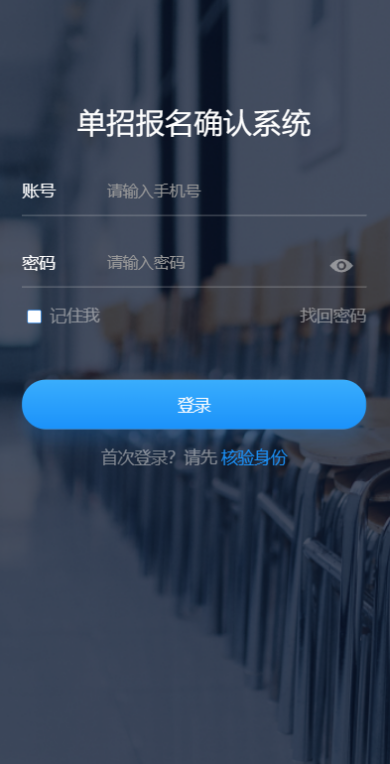 单招报名确认系统
账号 请输入手机号
密码 请输入密码
记住我 找回密码
登录
首次登录？请先 核验身份